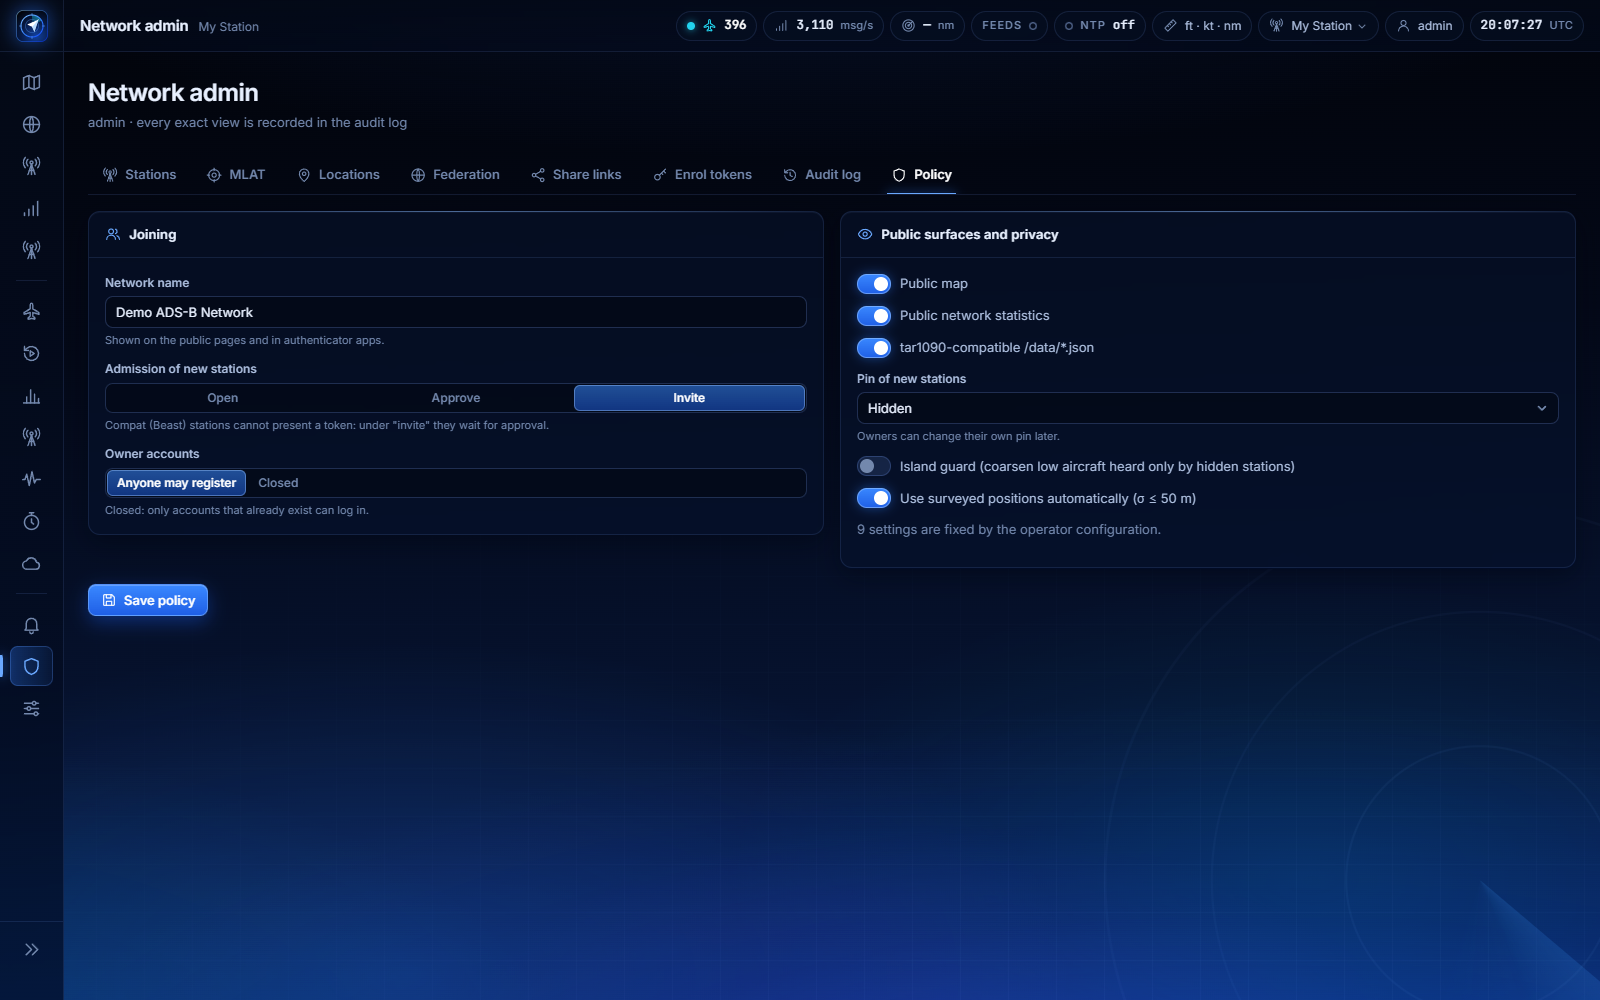 Network admin My Station
396
3,110 msg/s
– nm
FEEDS
NTP off
ft · kt · nm
My Station
admin
20:07:27 UTC
Network admin
admin · every exact view is recorded in the audit log
Stations
MLAT
Locations
Federation
Share links
Enrol tokens
Audit log
Policy
Joining
Network name
Demo ADS-B Network
Shown on the public pages and in authenticator apps.
Admission of new stations
Open
Approve
Invite
Compat (Beast) stations cannot present a token: under "invite" they wait for approval.
Owner accounts
Anyone may register
Closed
Closed: only accounts that already exist can log in.
Public surfaces and privacy
Public map
Public network statistics
tar1090-compatible /data/*.json
Pin of new stations
Hidden
Owners can change their own pin later.
Island guard (coarsen low aircraft heard only by hidden stations)
Use surveyed positions automatically (σ ≤ 50 m)
9 settings are fixed by the operator configuration.
Save policy